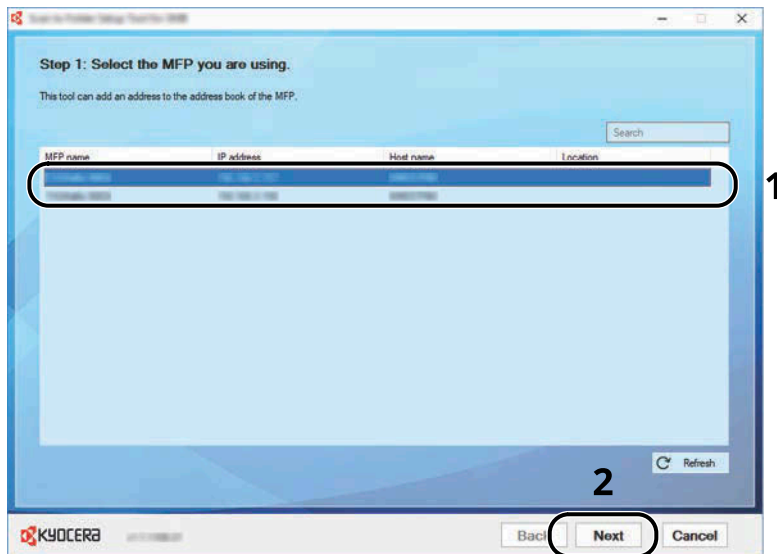 Step 1: Select the MFP you are using.
This tool can add an address to the address book of the MFP.
Search
MFP name IP address Host name Location
1
Refresh
2
KYOCERA Back Next Cancel